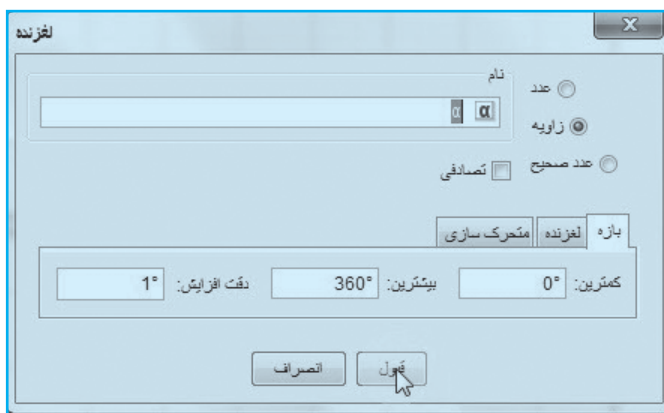 لغزنده
نام
α α
عدد
زاویه
عدد صحیح
تصادفی
بازه لغزنده متحرک سازی
کمترین: 0° بیشترین: 360° دقت افزایش: 1°
قبول انصراف